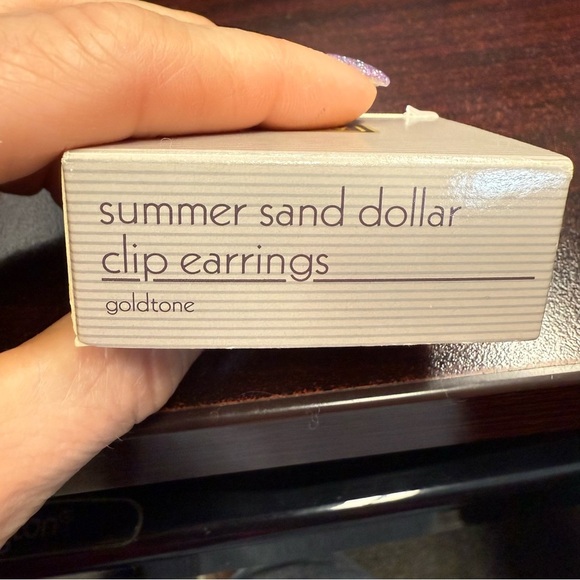 summer sand dollar
clip earrings
goldtone